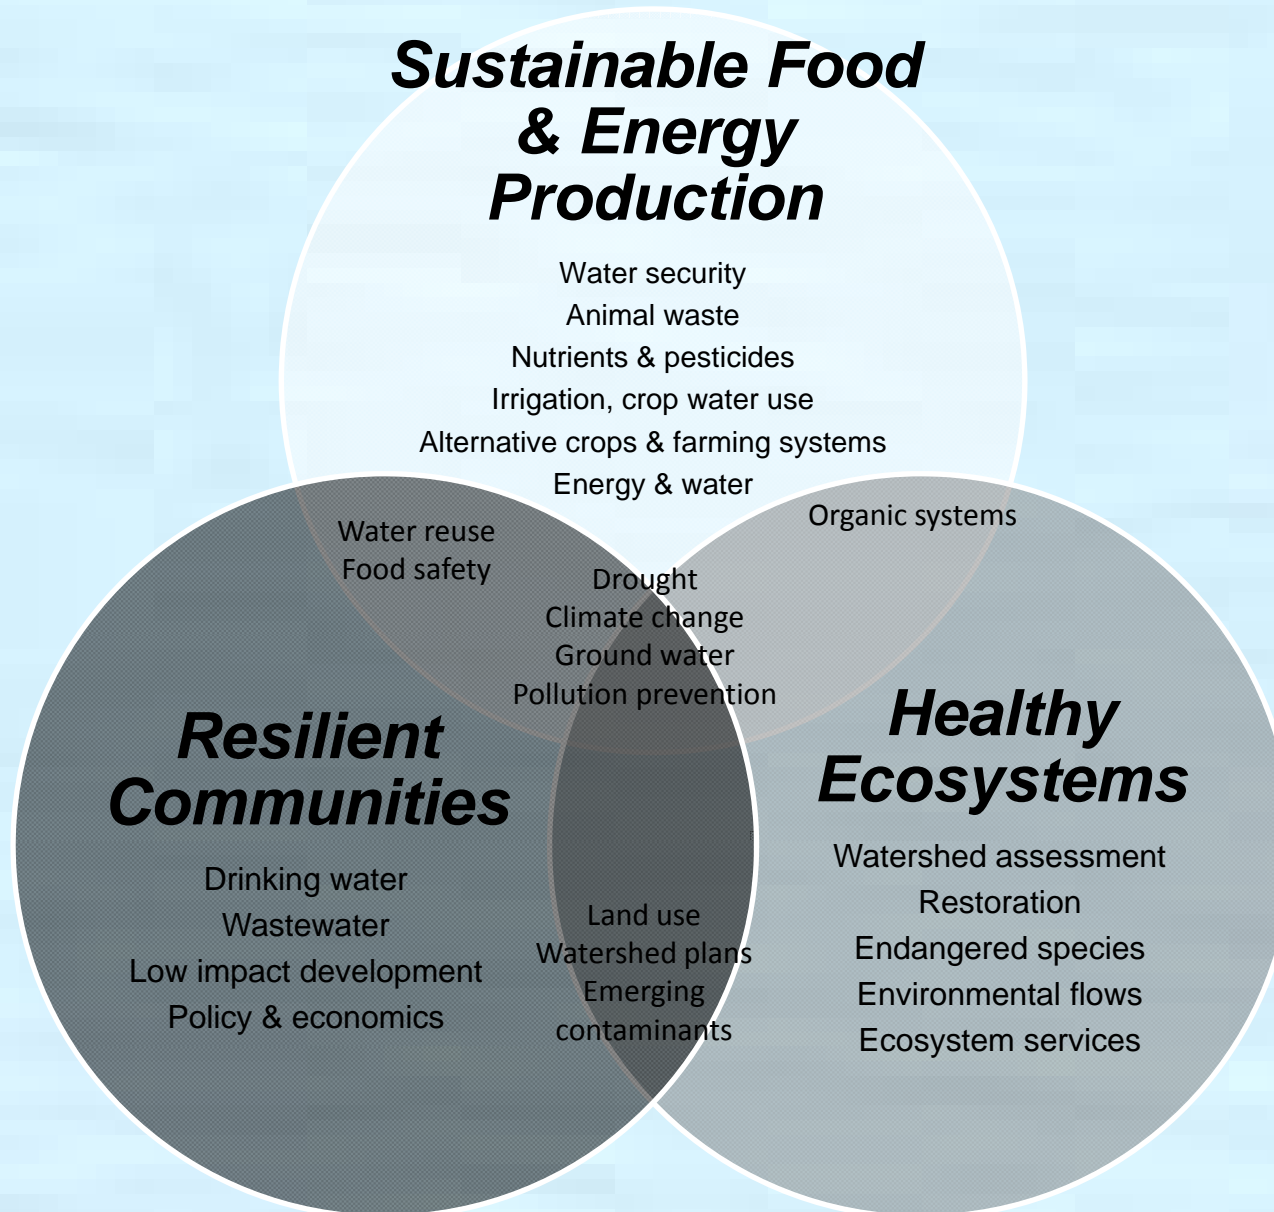 Sustainable Food
& Energy
Production
Water security
Animal waste
Nutrients & pesticides
Irrigation, crop water use
Alternative crops & farming systems
Energy & water
Water reuse
Food safety
Organic systems
Drought
Climate change
Ground water
Pollution prevention
Resilient
Communities
Drinking water
Wastewater
Low impact development
Policy & economics
Land use
Watershed plans
Emerging
contaminants
Healthy
Ecosystems
Watershed assessment
Restoration
Endangered species
Environmental flows
Ecosystem services